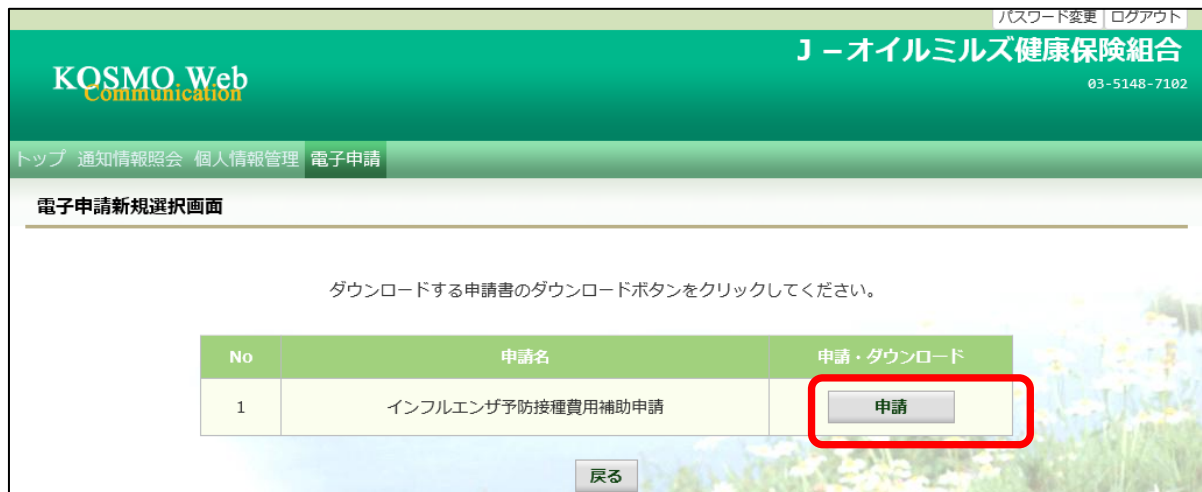 パスワード変更 ログアウト
J－オイルミルズ健康保険組合
KOSMO Web
Communication
03-5148-7102
トップ 通知情報照会 個人情報管理 電子申請
電子申請新規選択画面
ダウンロードする申請書のダウンロードボタンをクリックしてください。
No 申請名 申請・ダウンロード
1 インフルエンザ予防接種費用補助申請 申請
戻る